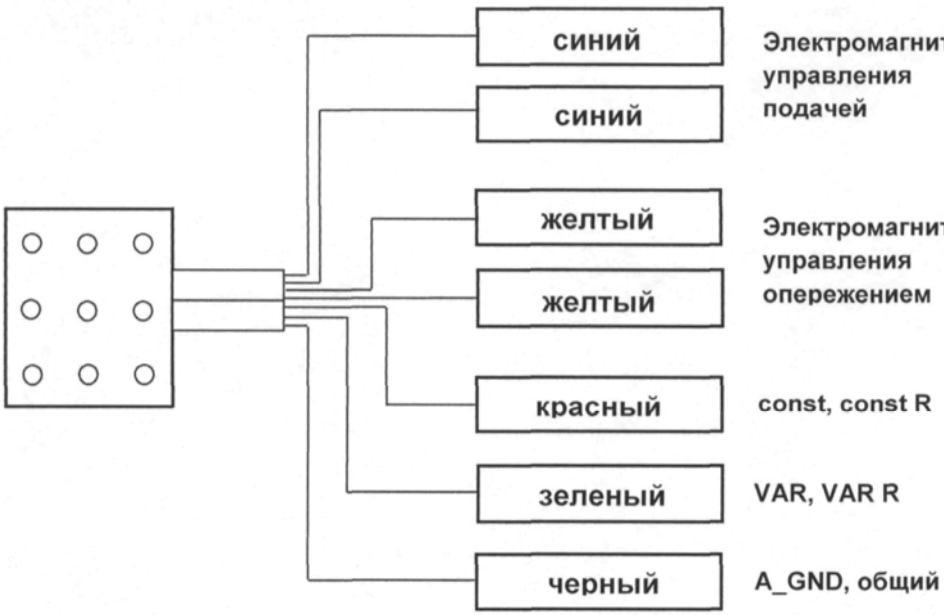 синий
Электромагнит
управления
подачей
синий
желтый
Электромагнит
управления
опережением
желтый
красный
const, const R
зеленый
VAR, VAR R
черный
A_GND, общий